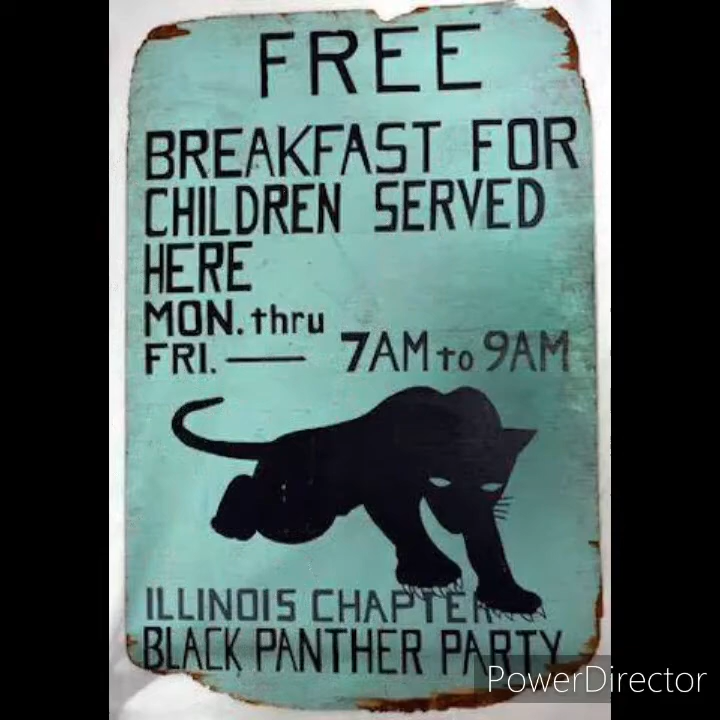 FREE
BREAKFAST FOR
CHILDREN SERVED
HERE
MON. thru
FRI. — 7AM to 9AM
ILLINOIS CHAPTER
BLACK PANTHER PARTY
PowerDirector